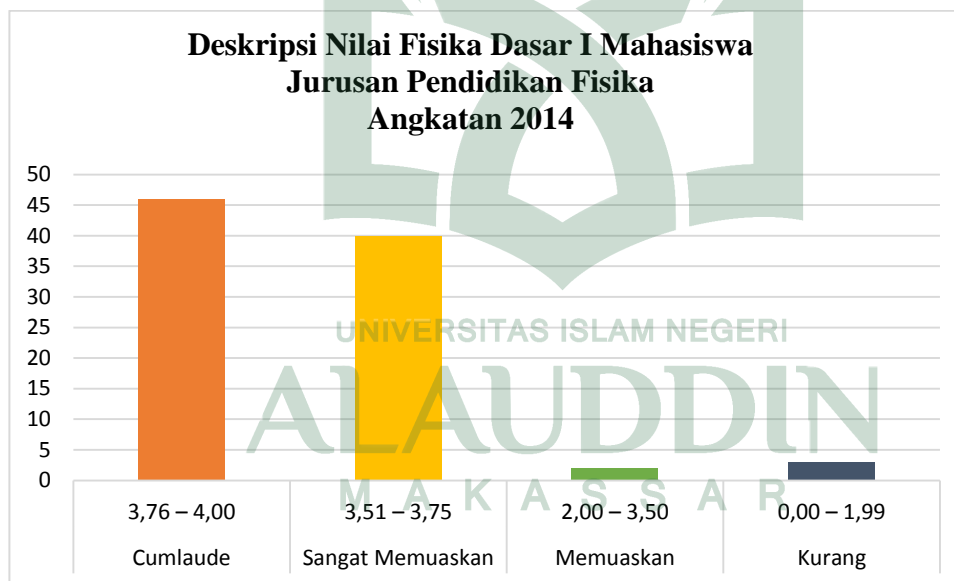 Deskripsi Nilai Fisika Dasar I Mahasiswa
Jurusan Pendidikan Fisika
Angkatan 2014
50
45
40
35
30
25
20
15
10
5
0
UNIVERSITAS ISLAM NEGERI
ALAUDDIN
MAKASSAR
3,76 – 4,00 3,51 – 3,75 2,00 – 3,50 0,00 – 1,99
Cumlaude Sangat Memuaskan Memuaskan Kurang